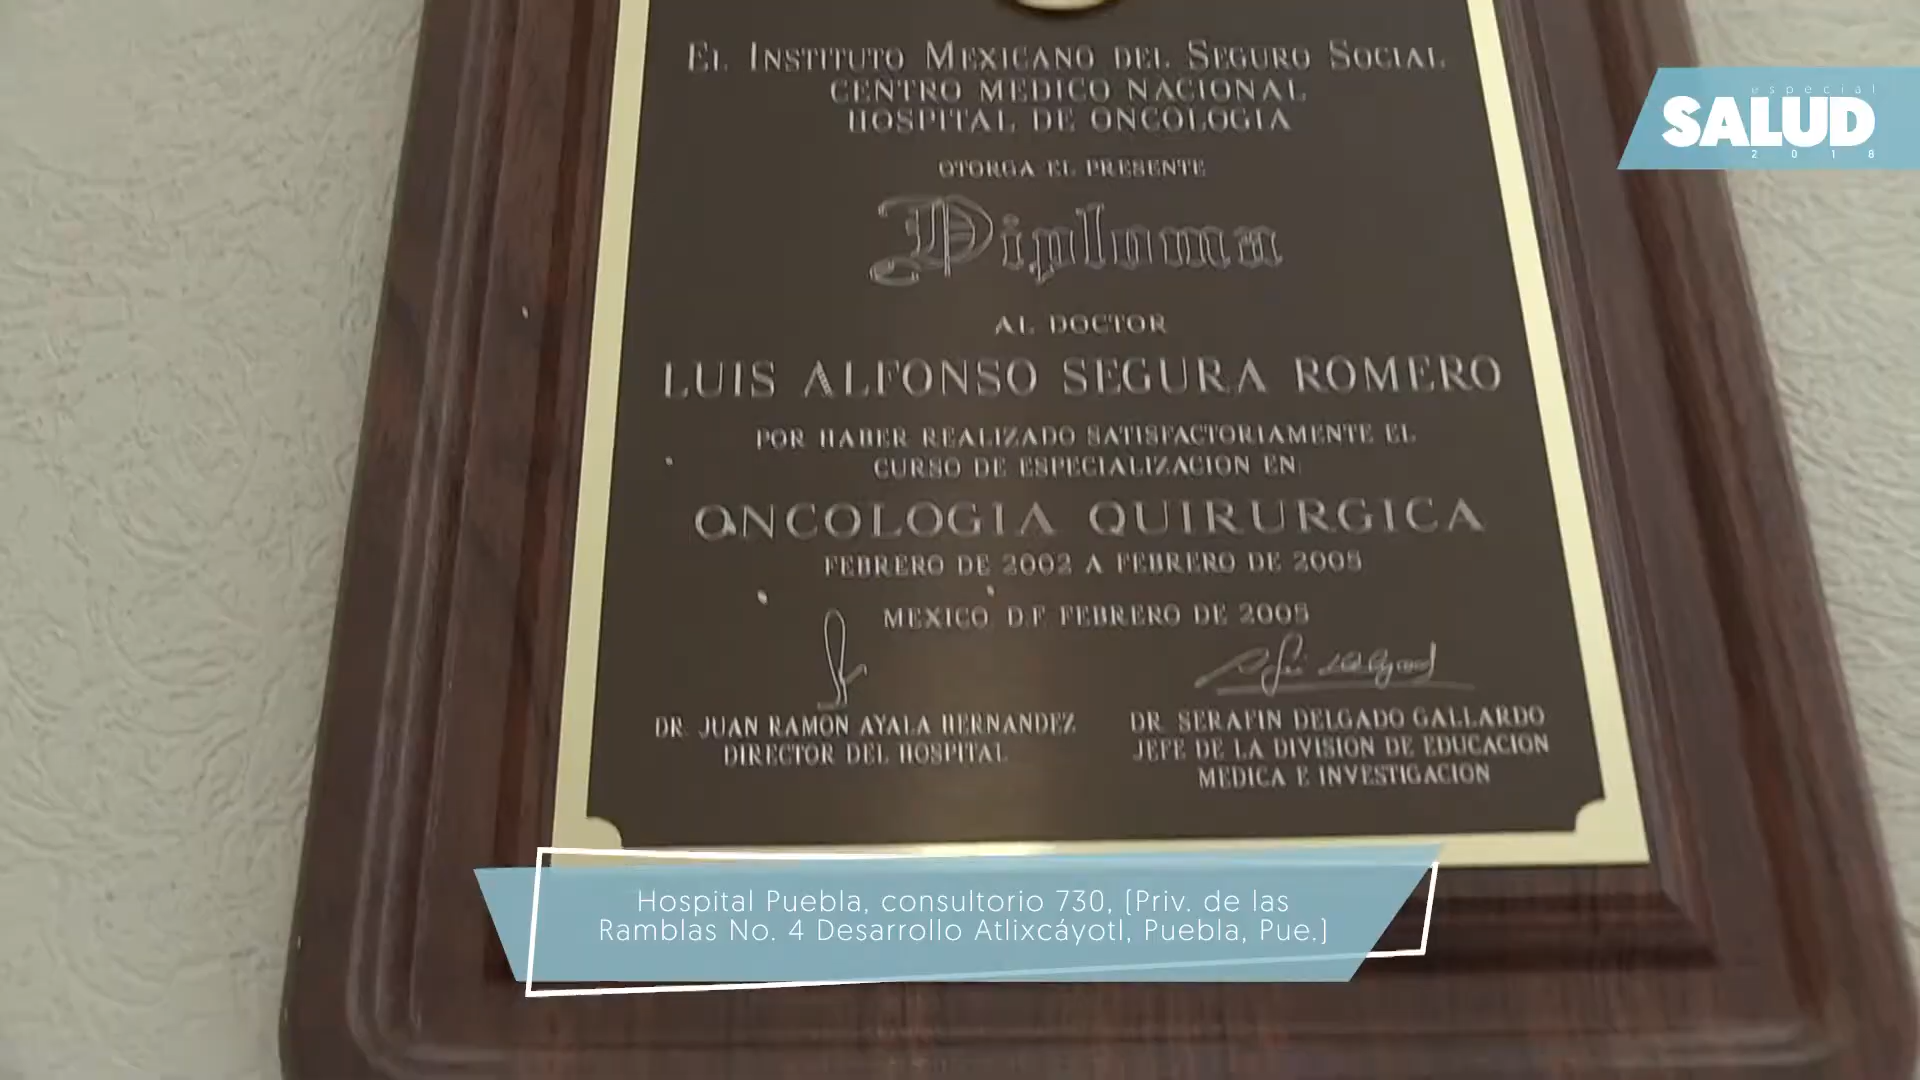 El Instituto Mexicano del Seguro Social
CENTRO MEDICO NACIONAL
HOSPITAL DE ONCOLOGIA
OTORGA EL PRESENTE
Diploma
AL DOCTOR
LUIS ALFONSO SEGURA ROMERO
POR HABER REALIZADO SATISFACTORIAMENTE EL
CURSO DE ESPECIALIZACION EN:
ONCOLOGIA QUIRURGICA
FEBRERO DE 2002 A FEBRERO DE 2005
MEXICO D.F FEBRERO DE 2005
DR. JUAN RAMON AYALA HERNANDEZ
DIRECTOR DEL HOSPITAL
DR. SERAFIN DELGADO GALLARDO
JEFE DE LA DIVISION DE EDUCACION
MEDICA E INVESTIGACION
especial
SALUD
2018
Hospital Puebla, consultorio 730, (Priv. de las
Ramblas No. 4 Desarrollo Atlixcáyotl, Puebla, Pue.)